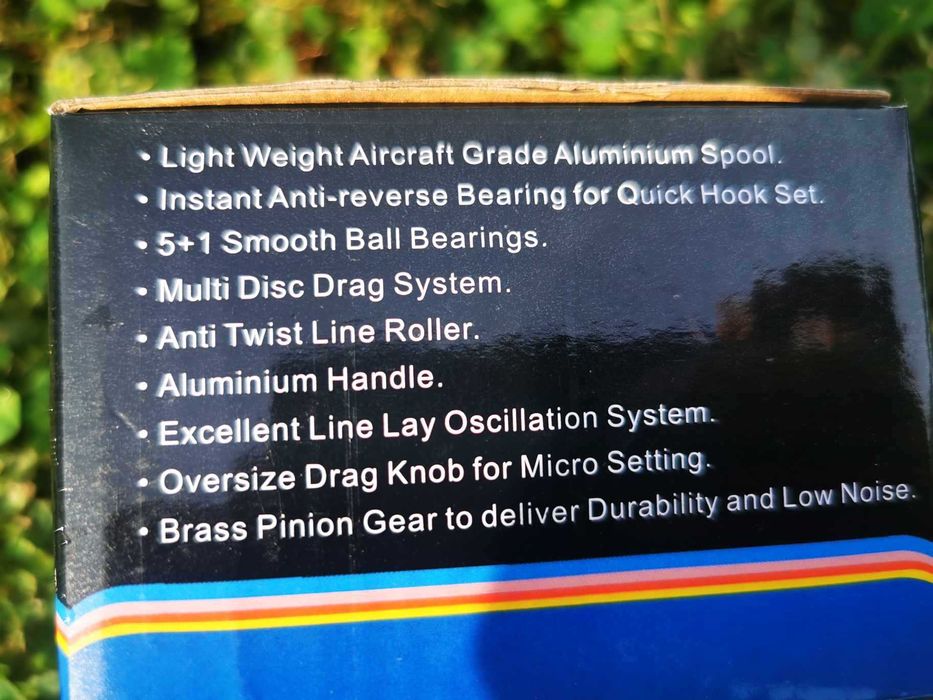 • Light Weight Aircraft Grade Aluminium Spool.
• Instant Anti-reverse Bearing for Quick Hook Set.
• 5+1 Smooth Ball Bearings.
• Multi Disc Drag System.
• Anti Twist Line Roller.
• Aluminium Handle.
• Excellent Line Lay Oscillation System.
• Oversize Drag Knob for Micro Setting.
• Brass Pinion Gear to deliver Durability and Low Noise.